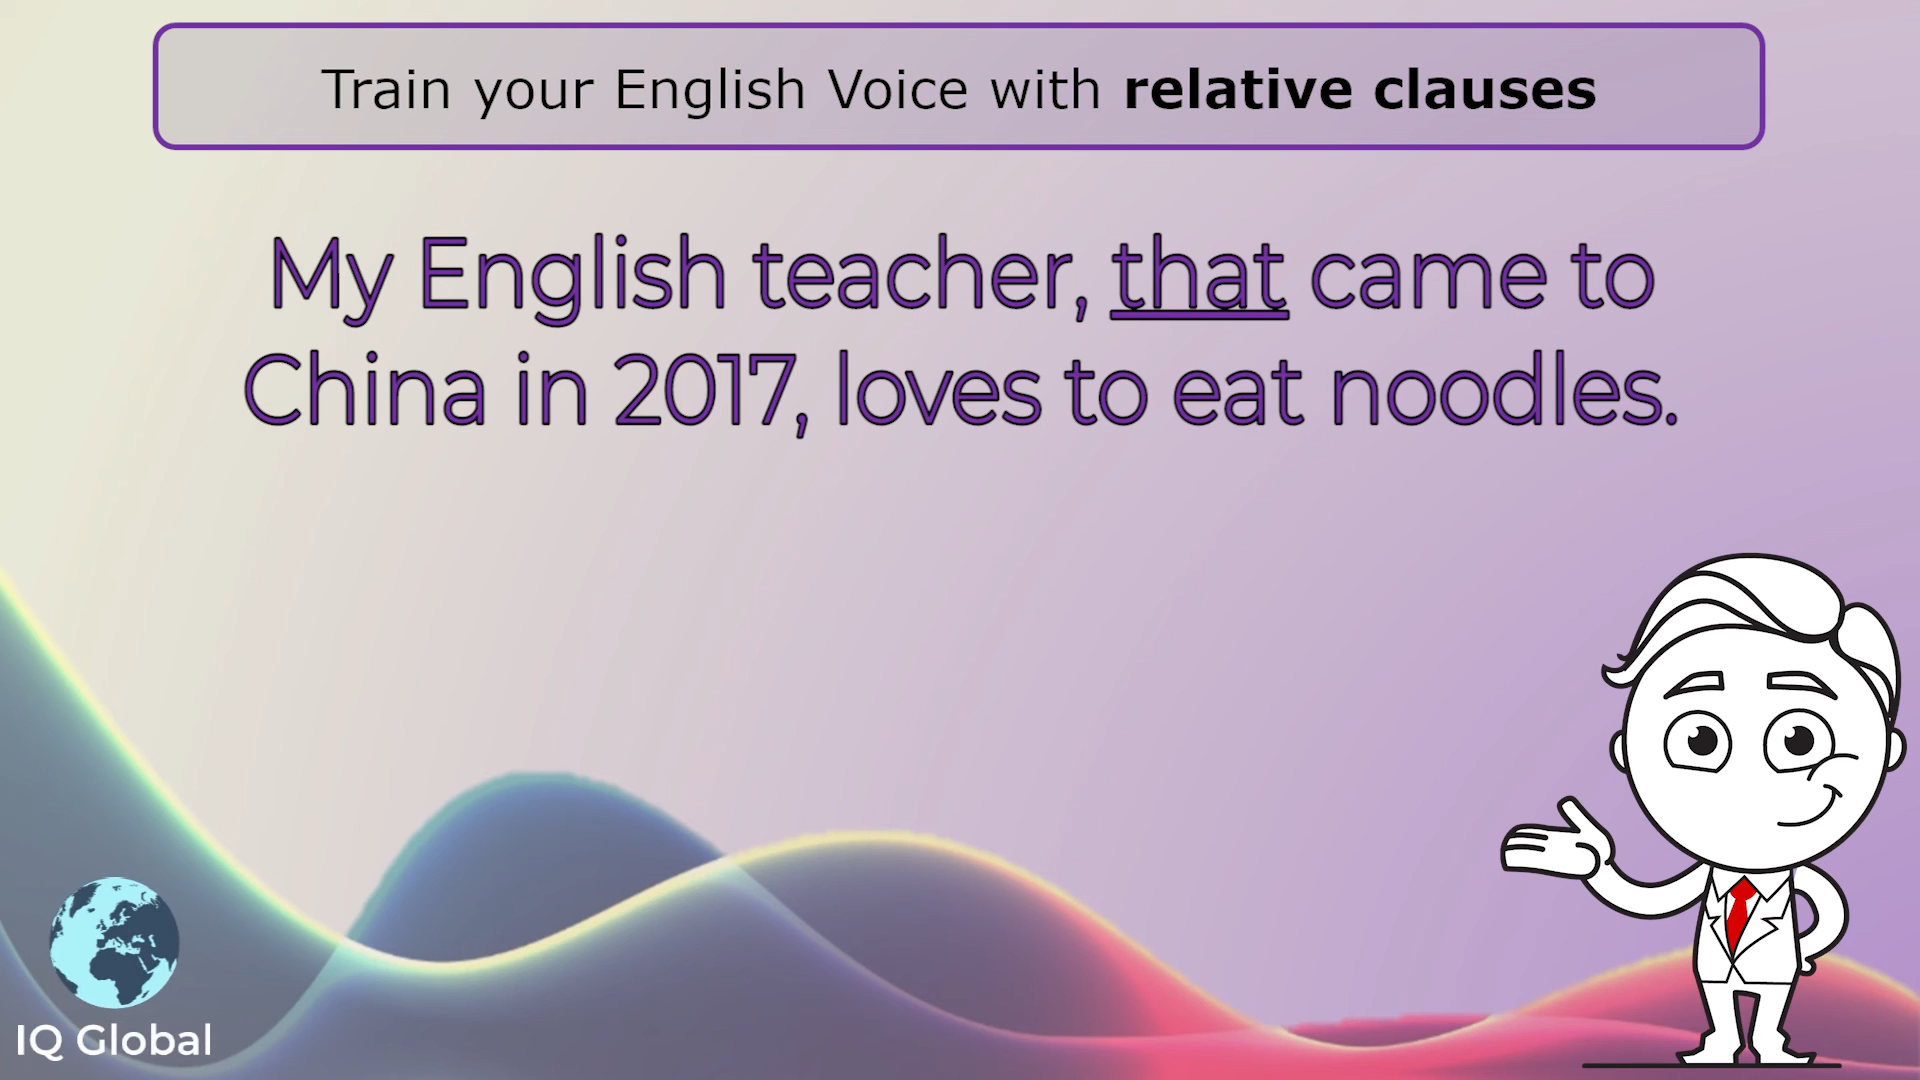 Train your English Voice with relative clauses
My English teacher, that came to
China in 2017, loves to eat noodles.
IQ Global